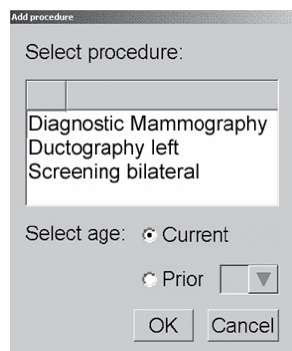 Add procedure
Select procedure:
Diagnostic Mammography
Ductography left
Screening bilateral
Select age: Current
Prior
OK Cancel